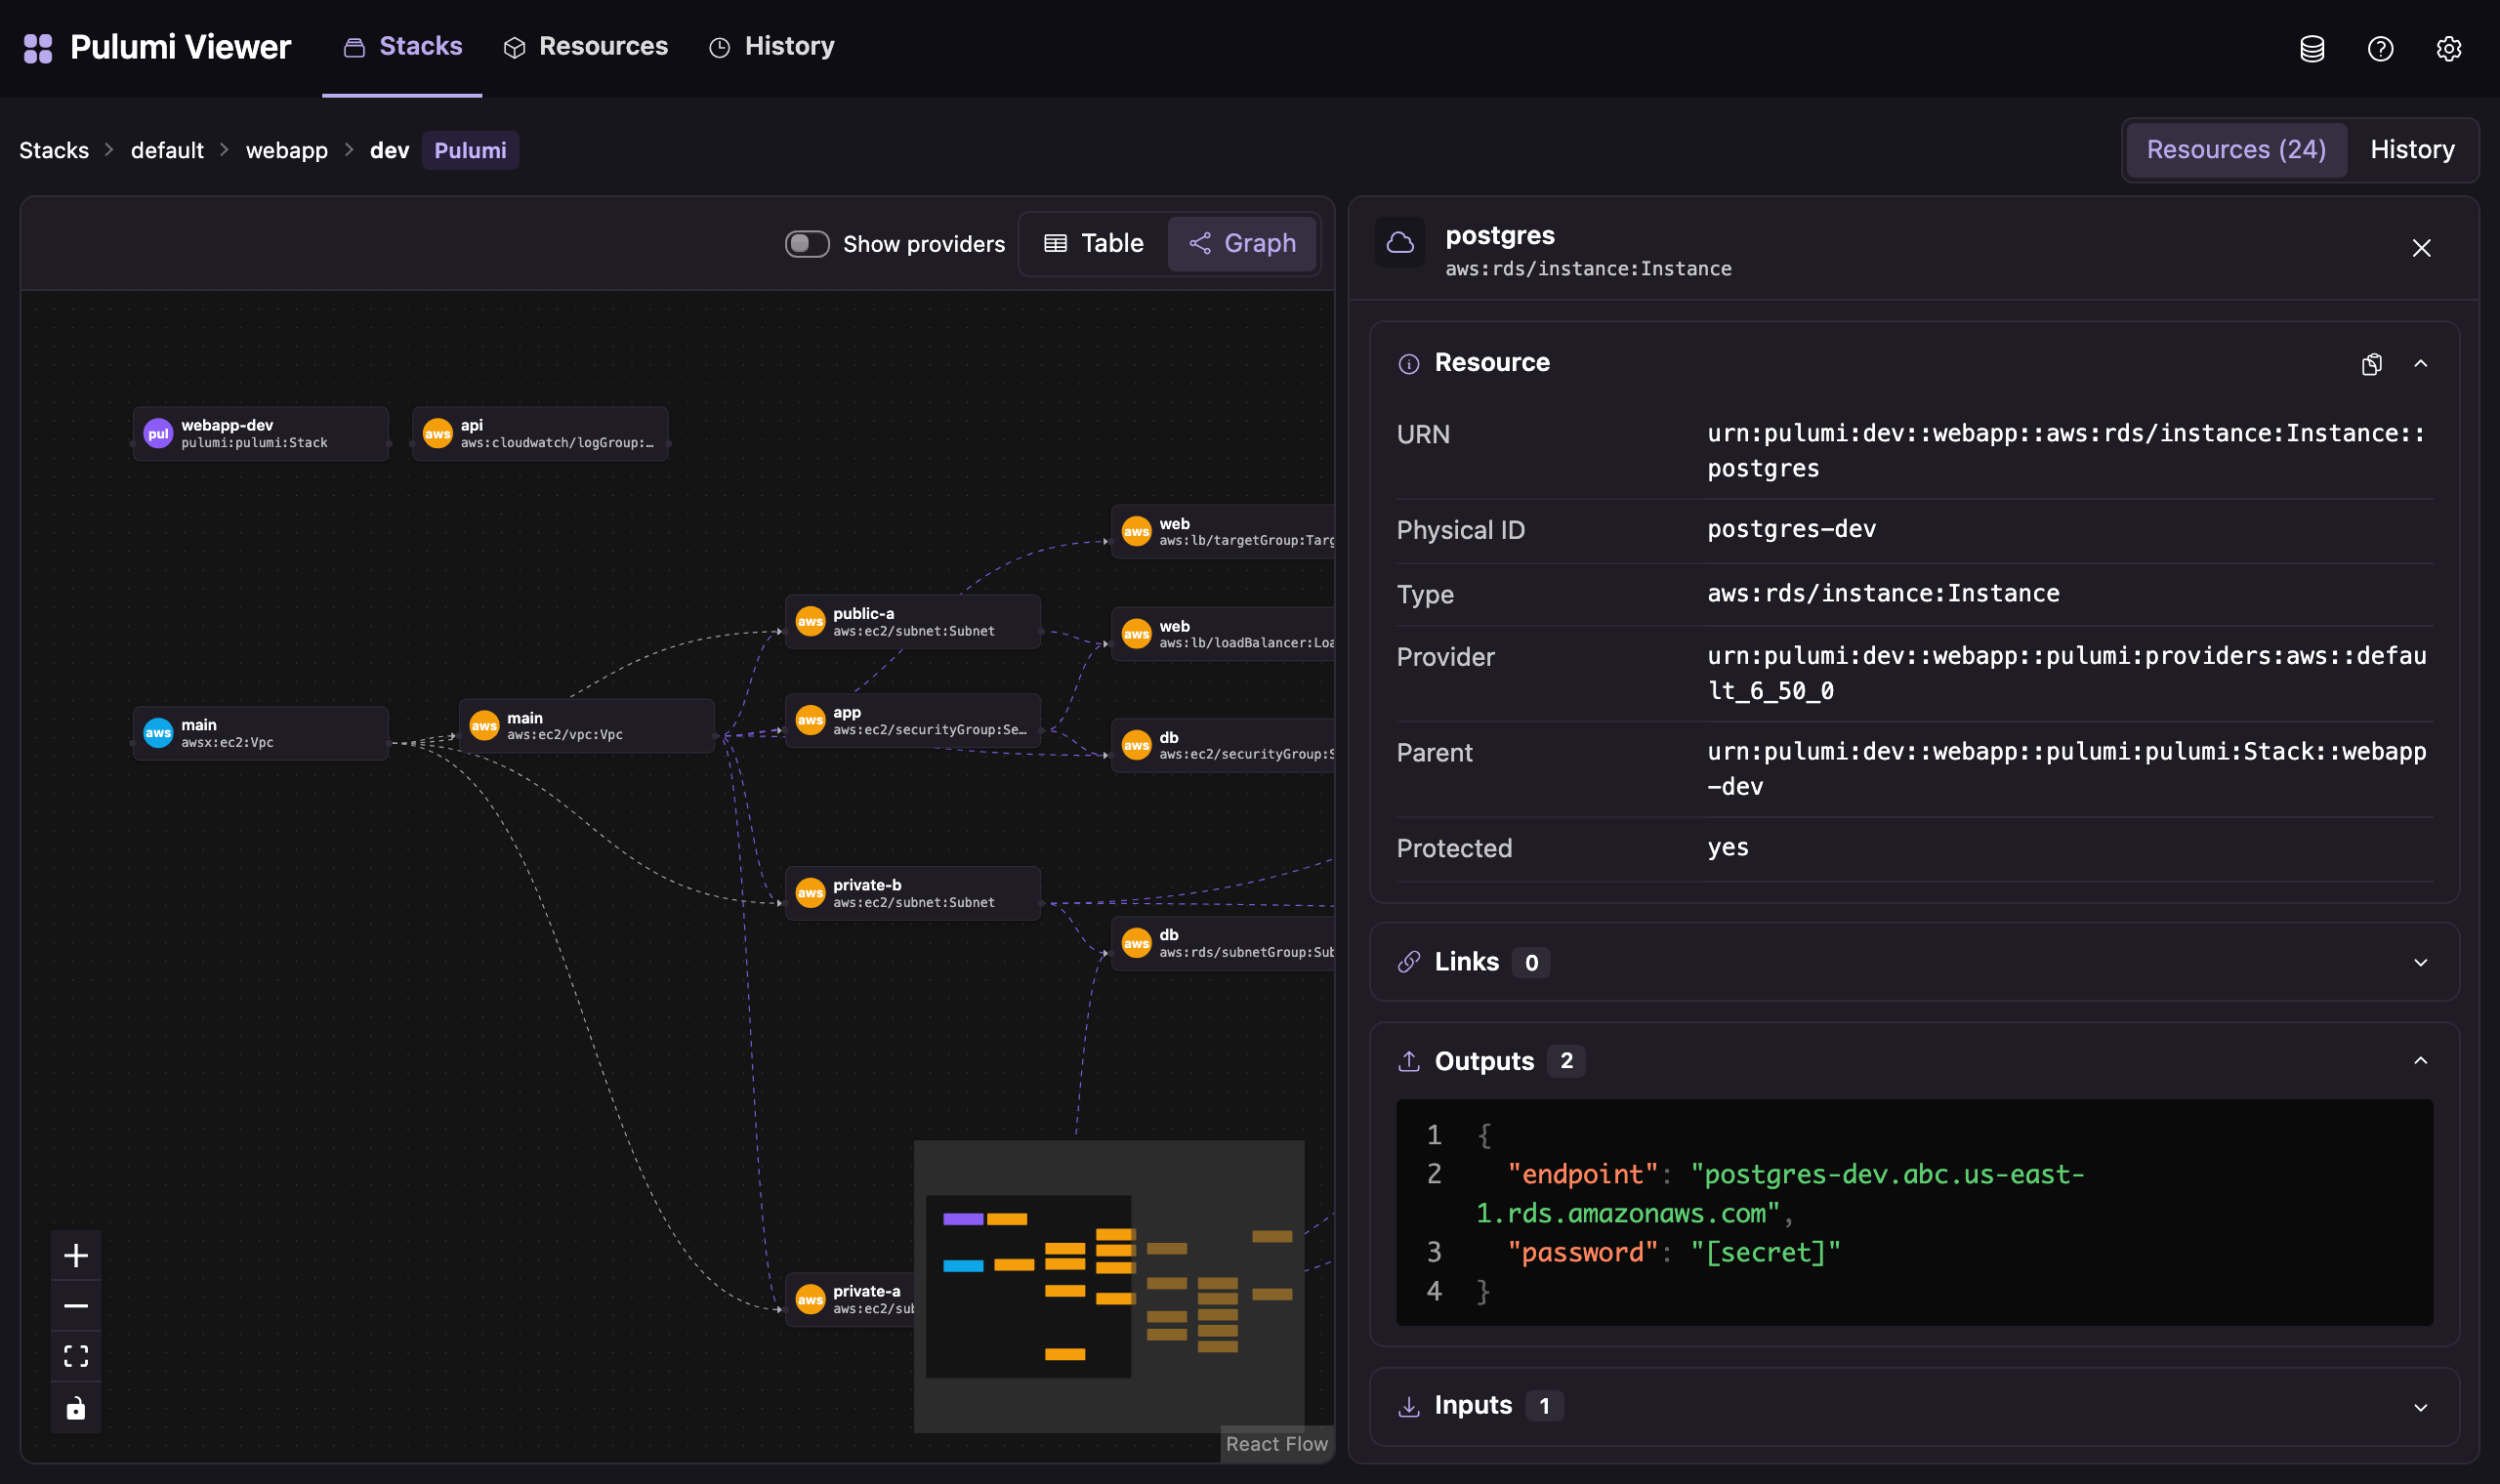 Pulumi Viewer
Stacks
Resources
History
Stacks > default > webapp > dev Pulumi
Resources (24)
History
Show providers
Table
Graph
pul
webapp-dev
pulumi:pulumi:Stack
aws
api
aws:cloudwatch/logGroup:…
aws
web
aws:lb/targetGroup:Targ
aws
public-a
aws:ec2/subnet:Subnet
aws
web
aws:lb/loadBalancer:Loa
aws
main
awsx:ec2:Vpc
aws
main
aws:ec2/vpc:Vpc
aws
app
aws:ec2/securityGroup:Se…
aws
db
aws:ec2/securityGroup:S
aws
private-b
aws:ec2/subnet:Subnet
aws
db
aws:rds/subnetGroup:Sub
aws
private-a
aws:ec2/sub
React Flow
postgres
aws:rds/instance:Instance
Resource
URN
urn:pulumi:dev::webapp::aws:rds/instance:Instance::
postgres
Physical ID
postgres-dev
Type
aws:rds/instance:Instance
Provider
urn:pulumi:dev::webapp::pulumi:providers:aws::defau
lt_6_50_0
Parent
urn:pulumi:dev::webapp::pulumi:pulumi:Stack::webapp
-dev
Protected
yes
Links 0
Outputs 2
1 {
2 "endpoint": "postgres-dev.abc.us-east-
1.rds.amazonaws.com",
3 "password": "[secret]"
4 }
Inputs 1